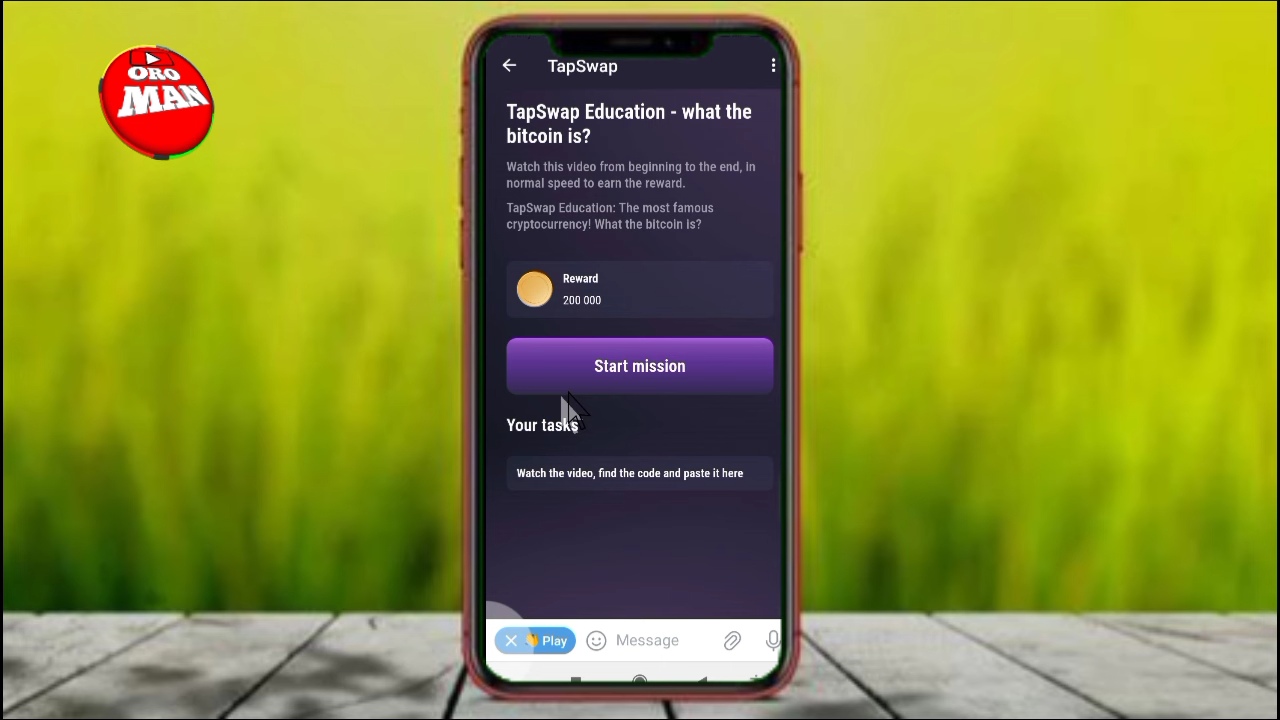 ORO
MAN
TapSwap
TapSwap Education - what the
bitcoin is?
Watch this video from beginning to the end, in
normal speed to earn the reward.
TapSwap Education: The most famous
cryptocurrency! What the bitcoin is?
Reward
200 000
Start mission
Your tasks
Watch the video, find the code and paste it here
Play
Message